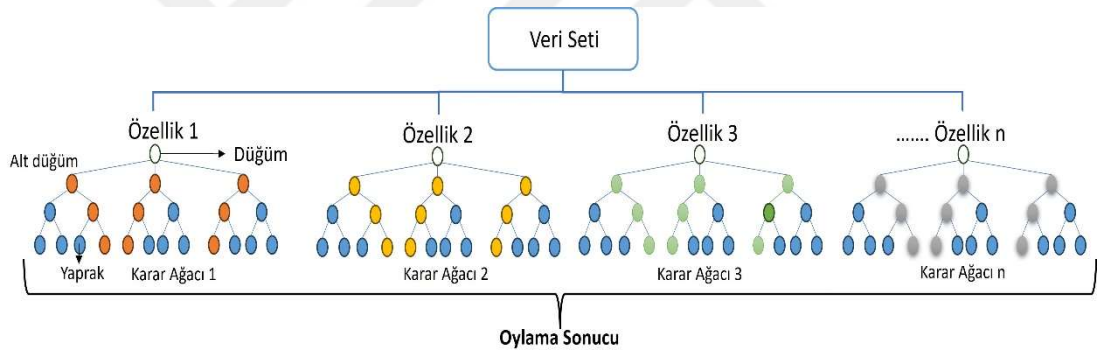 Veri Seti
Özellik 1
Özellik 2
Özellik 3
....... Özellik n
Alt düğüm
Düğüm
Yaprak
Karar Ağacı 1
Karar Ağacı 2
Karar Ağacı 3
Karar Ağacı n
Oylama Sonucu